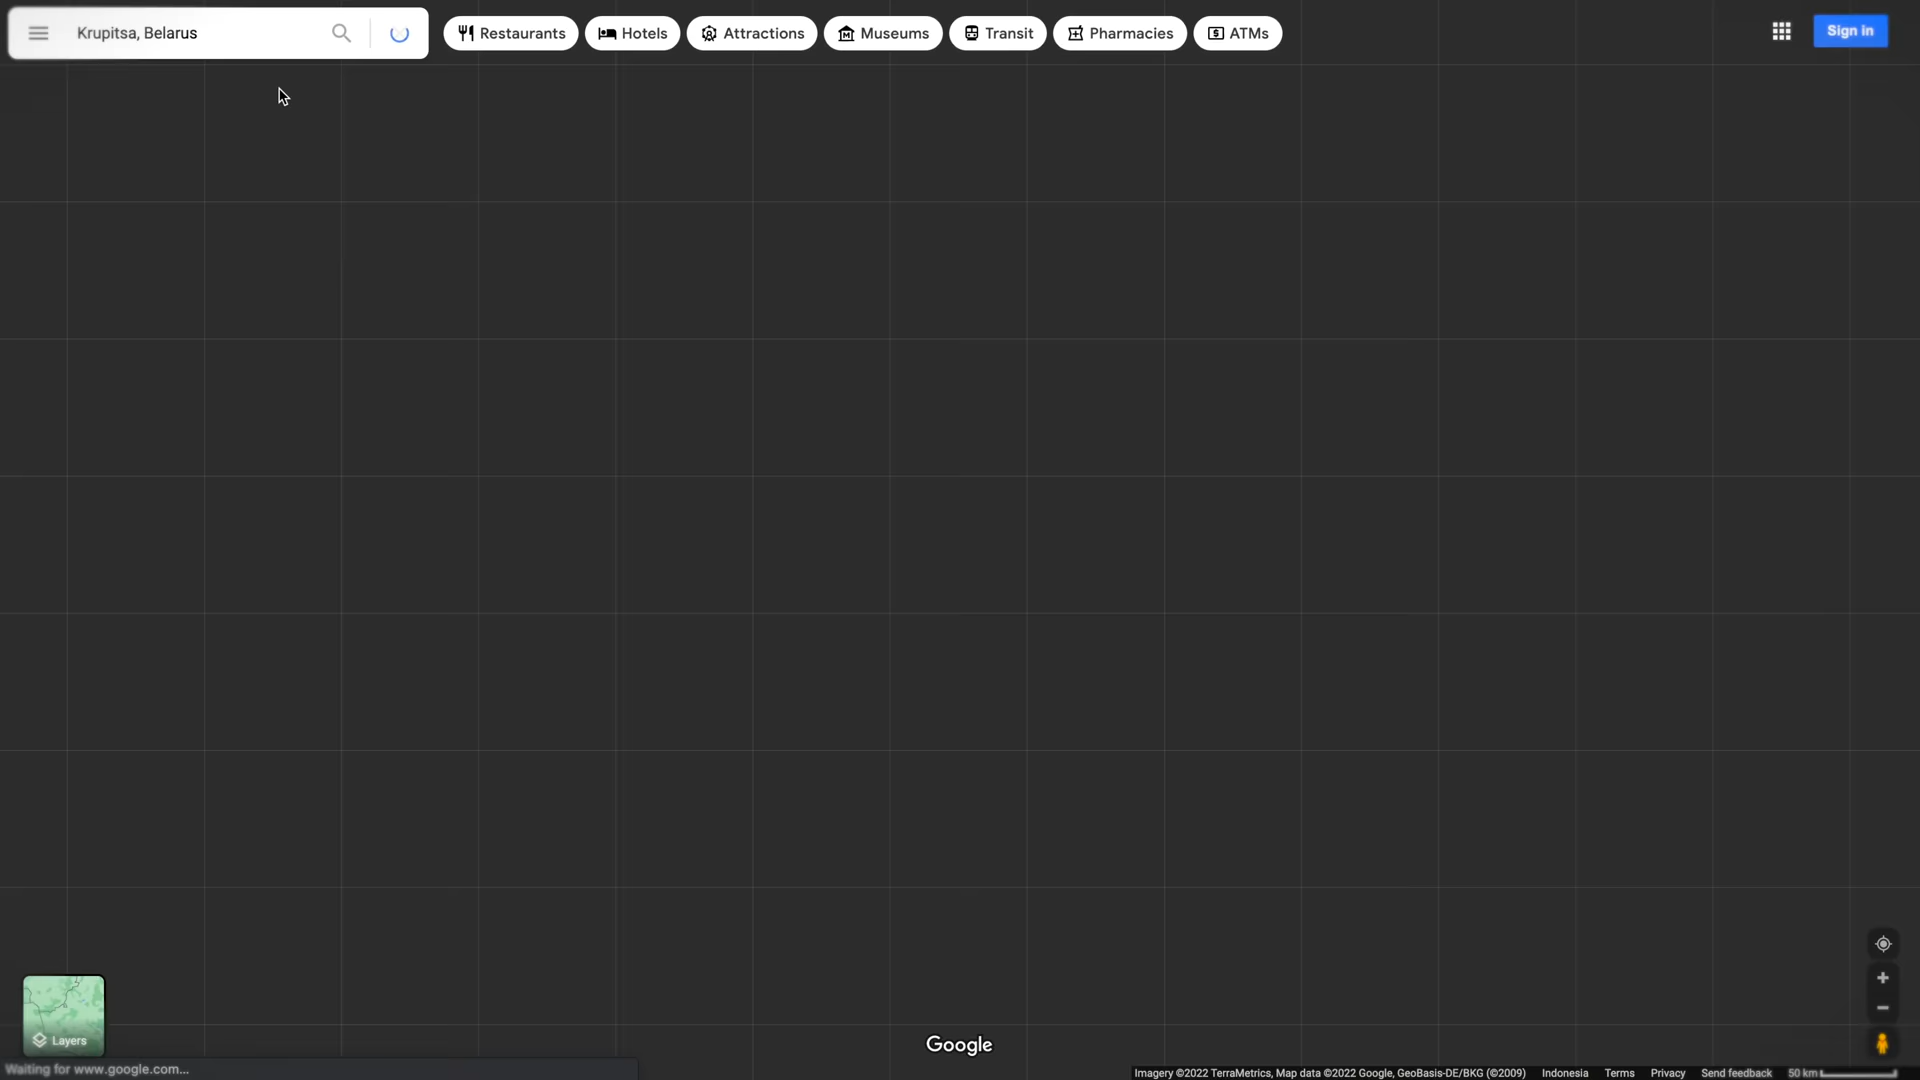 Krupitsa, Belarus
Restaurants
Hotels
Attractions
Museums
Transit
Pharmacies
ATMs
Sign in
Layers
Google
Waiting for www.google.com...
Imagery ©2022 TerraMetrics, Map data ©2022 Google, GeoBasis-DE/BKG (©2009) Indonesia Terms Privacy Send feedback 50 km